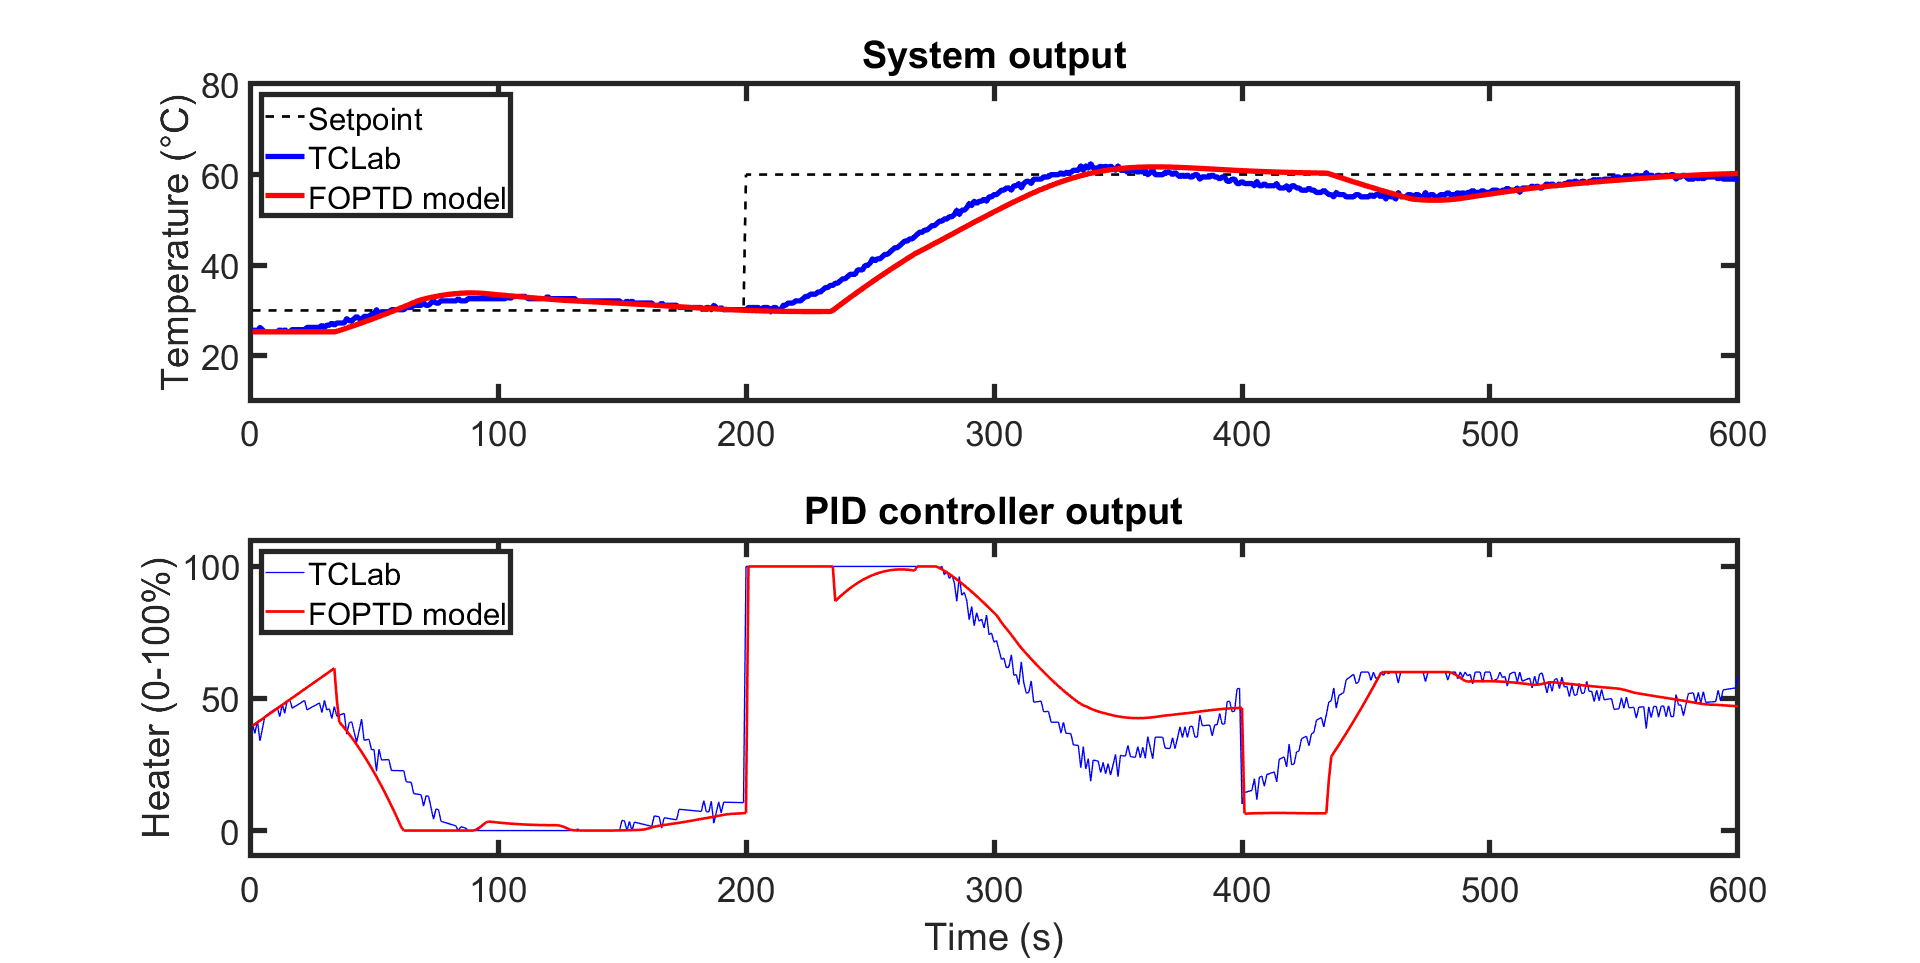 System output
Temperature (°C)
80
60
40
20
Setpoint
TCLab
FOPTD model
0 100 200 300 400 500 600
PID controller output
Heater (0-100%)
100
50
0
TCLab
FOPTD model
0 100 200 300 400 500 600
Time (s)